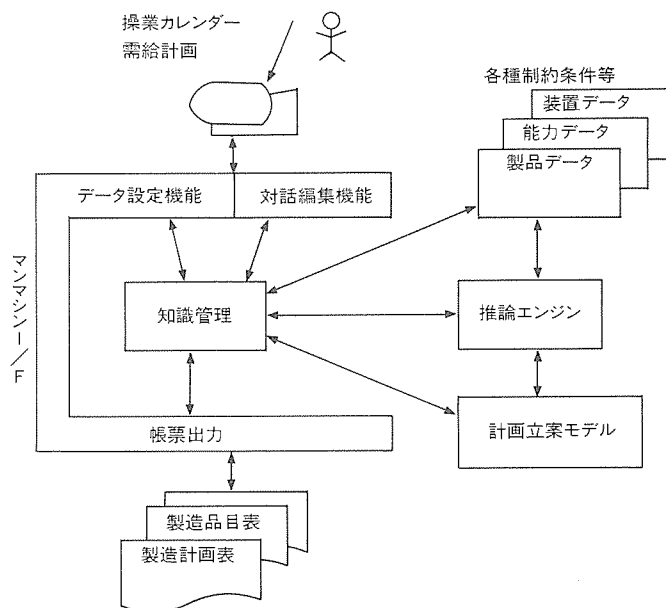 操業カレンダー
需給計画
各種制約条件等
装置データ
能力データ
製品データ
データ設定機能
対話編集機能
マンマシンI/F
知識管理
推論エンジン
計画立案モデル
帳票出力
製造品目表
製造計画表